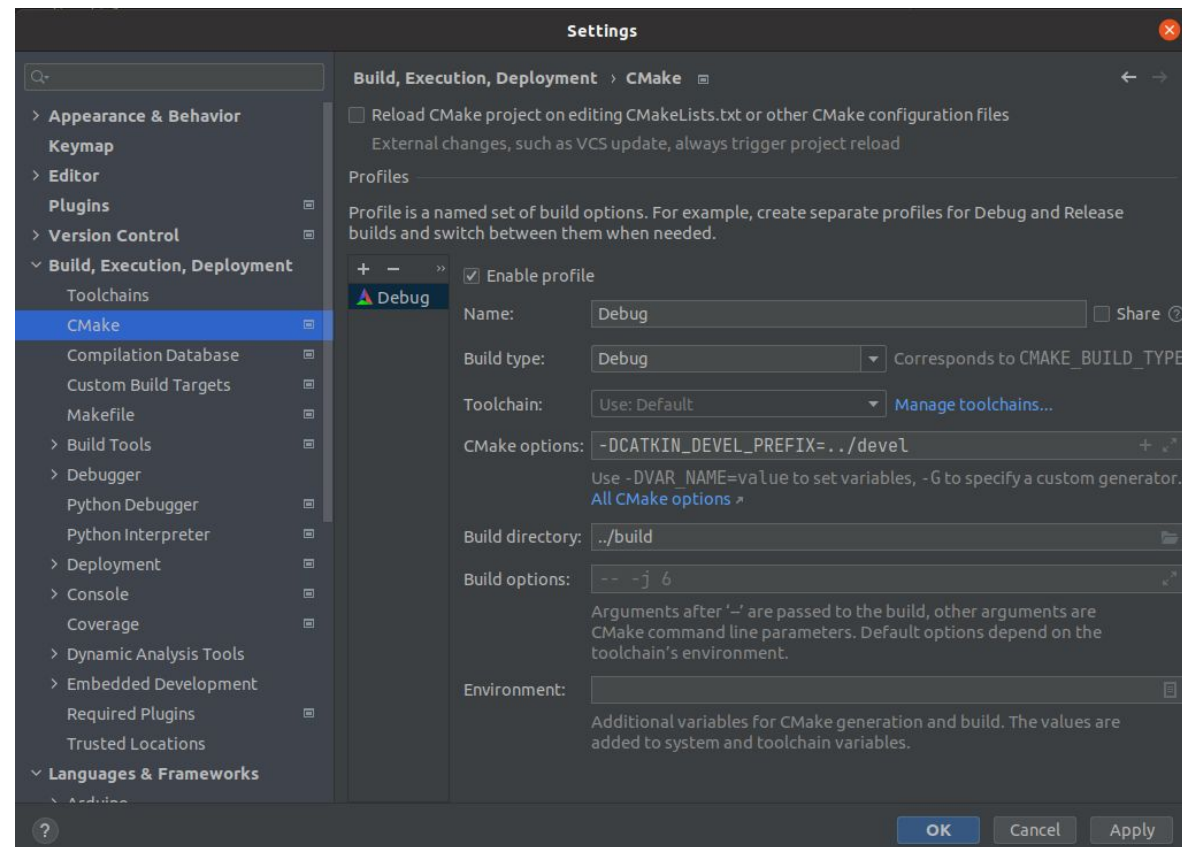 Settings
Appearance & Behavior
Keymap
Editor
Plugins
Version Control
Build, Execution, Deployment
Toolchains
CMake
Compilation Database
Custom Build Targets
Makefile
Build Tools
Debugger
Python Debugger
Python Interpreter
Deployment
Console
Coverage
Dynamic Analysis Tools
Embedded Development
Required Plugins
Trusted Locations
Languages & Frameworks
Build, Execution, Deployment › CMake
Reload CMake project on editing CMakeLists.txt or other CMake configuration files
External changes, such as VCS update, always trigger project reload
Profiles
Profile is a named set of build options. For example, create separate profiles for Debug and Release
builds and switch between them when needed.
+ − »
Debug
Enable profile
Name: Debug Share ?
Build type: Debug Corresponds to CMAKE_BUILD_TYPE
Toolchain: Use: Default Manage toolchains...
CMake options: -DCATKIN_DEVEL_PREFIX=../devel
Use -DVAR_NAME=value to set variables, -G to specify a custom generator.
All CMake options ↗
Build directory: ../build
Build options: -- -j 6
Arguments after ‘–’ are passed to the build, other arguments are
CMake command line parameters. Default options depend on the
toolchain’s environment.
Environment:
Additional variables for CMake generation and build. The values are
added to system and toolchain variables.
? OK Cancel Apply